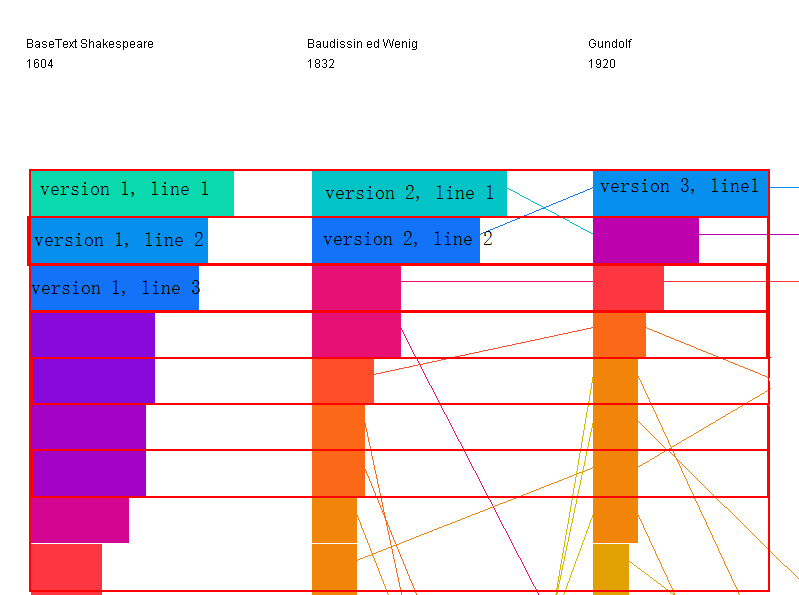 BaseText Shakespeare
1604
Baudissin ed Wenig
1832
Gundolf
1920
version 1, line 1
version 2, line 1
version 3, line1
version 1, line 2
version 2, line 2
version 1, line 3